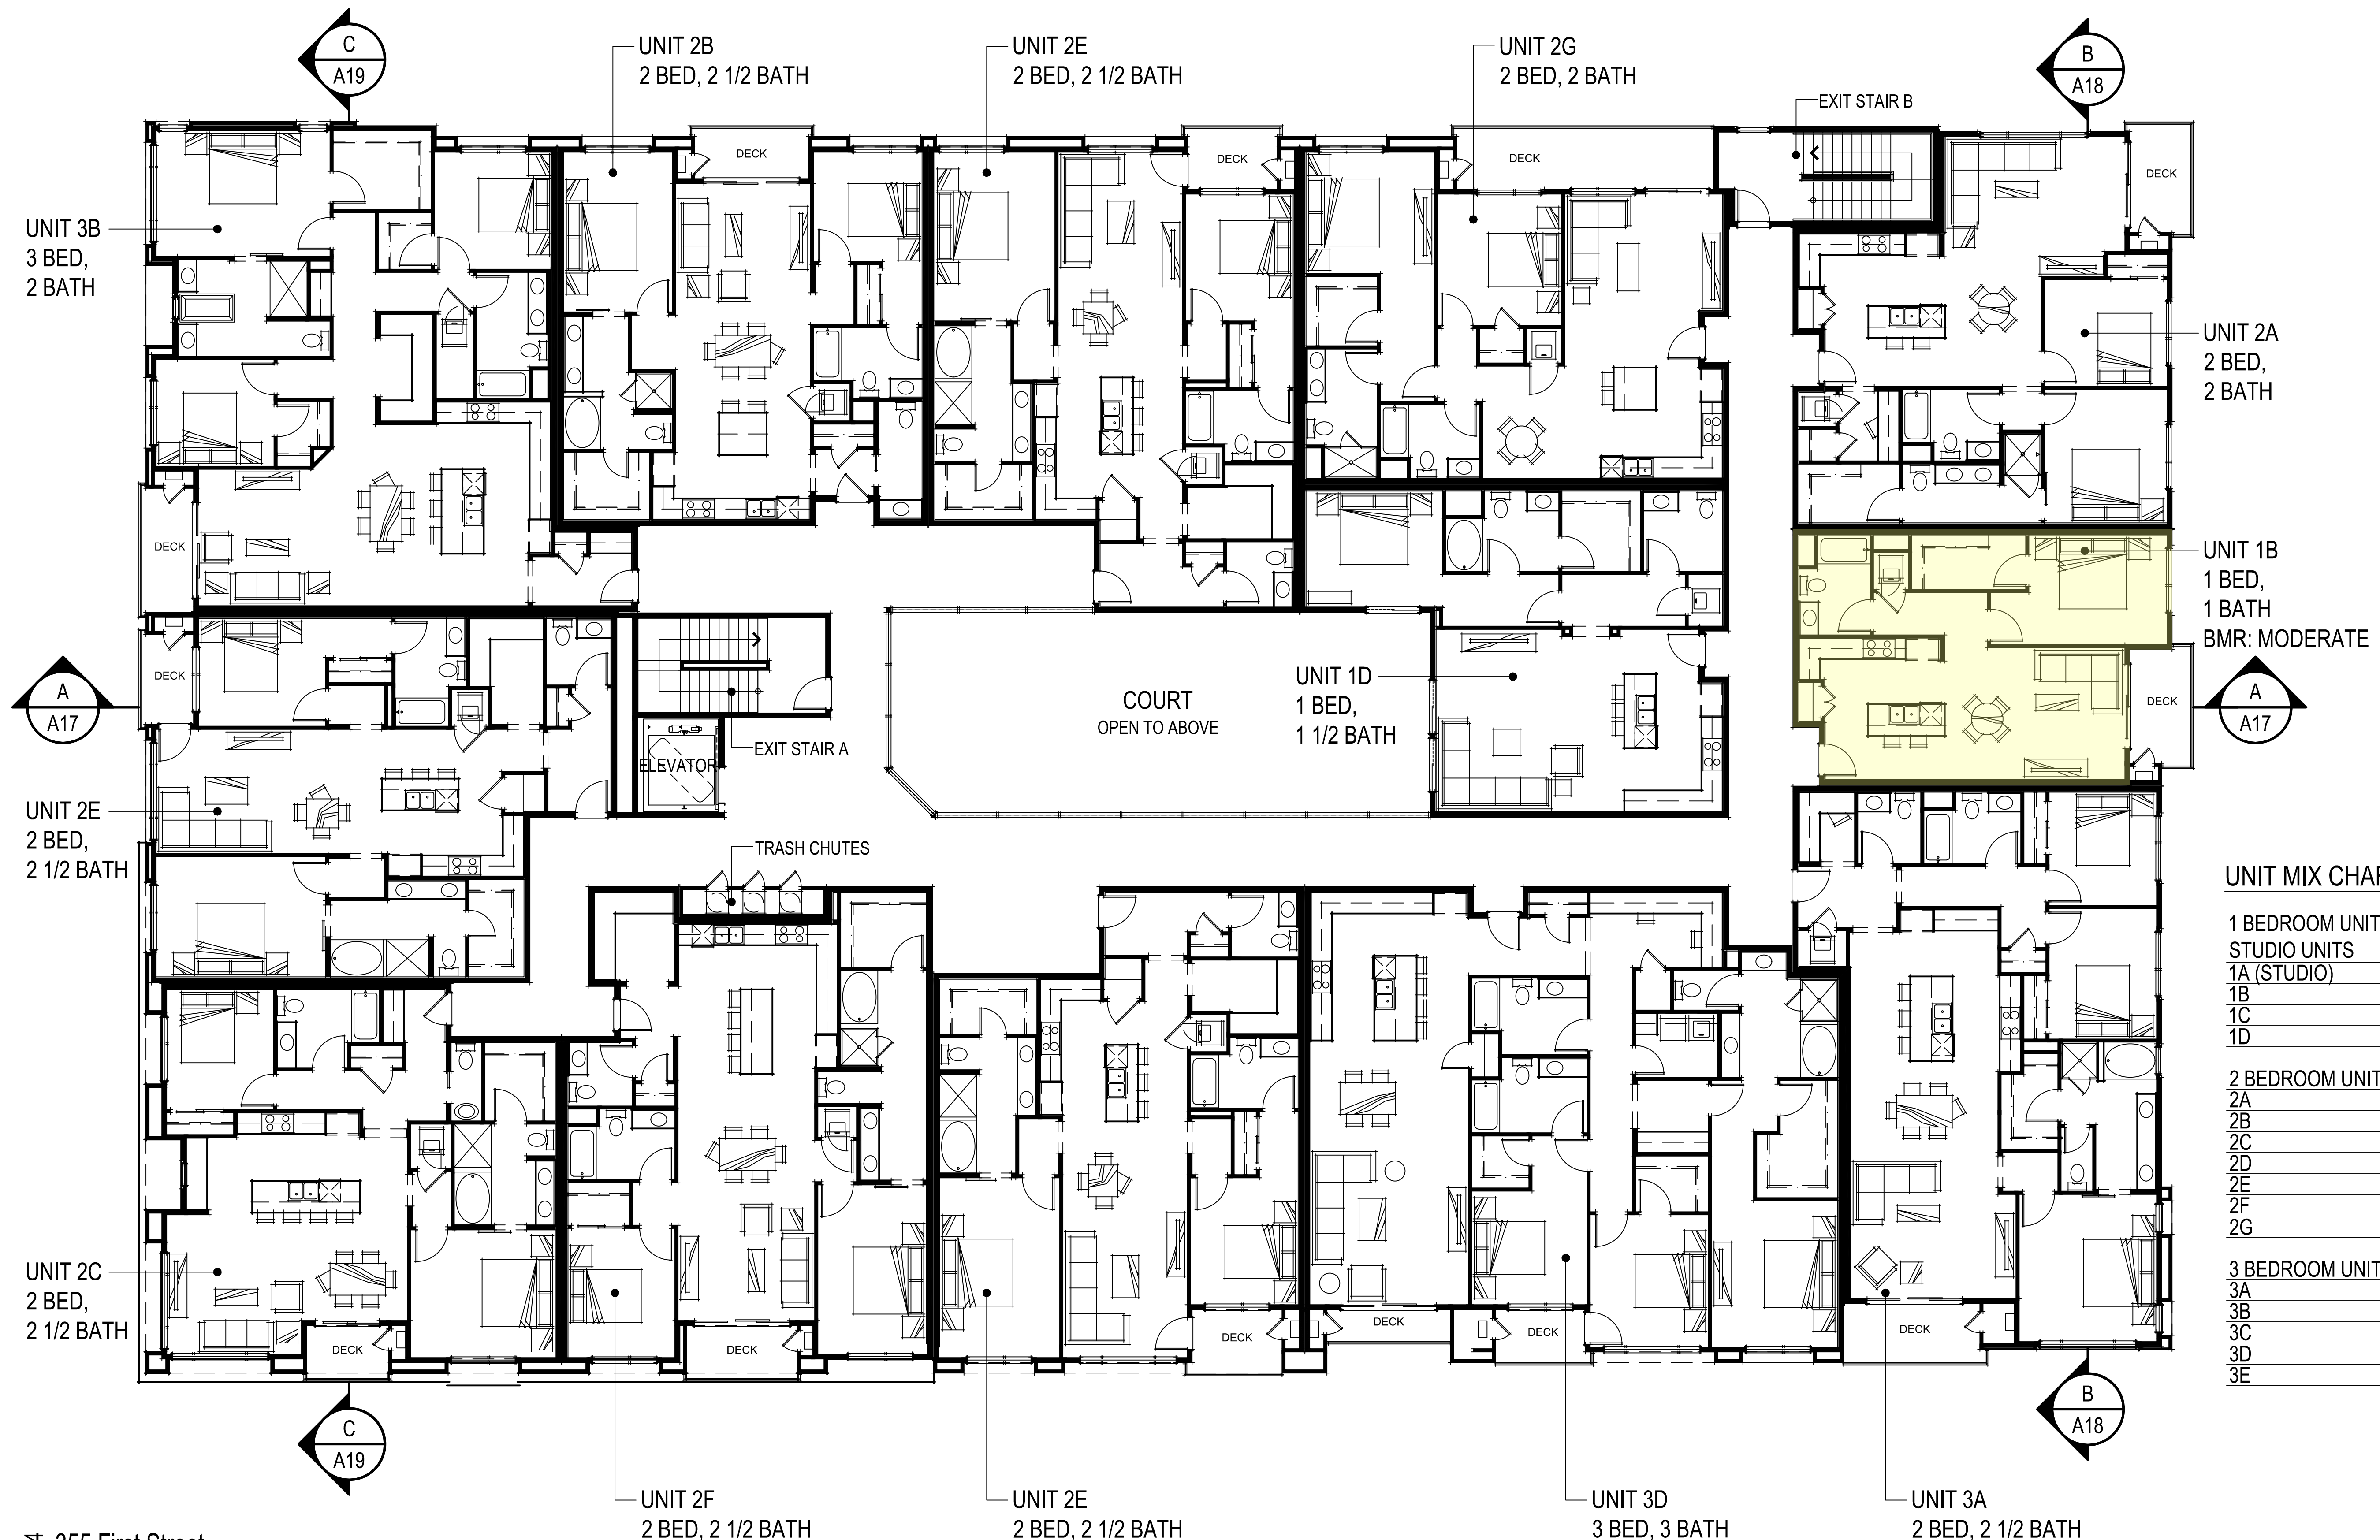 C
A19
UNIT 2B
2 BED, 2 1/2 BATH
UNIT 2E
2 BED, 2 1/2 BATH
UNIT 2G
2 BED, 2 BATH
B
A18
EXIT STAIR B
DECK
DECK
DECK
DECK
UNIT 3B
3 BED,
2 BATH
UNIT 2A
2 BED,
2 BATH
DECK
UNIT 1B
1 BED,
1 BATH
BMR: MODERATE
A
A17
DECK
COURT
OPEN TO ABOVE
UNIT 1D
1 BED,
1 1/2 BATH
DECK
A
A17
EXIT STAIR A
ELEVATOR
UNIT 2E
2 BED,
2 1/2 BATH
TRASH CHUTES
UNIT MIX CHAR
1 BEDROOM UNIT
STUDIO UNITS
1A (STUDIO)
1B
1C
1D
2 BEDROOM UNIT
2A
2B
2C
2D
2E
2F
2G
3 BEDROOM UNIT
3A
3B
3C
3D
3E
UNIT 2C
2 BED,
2 1/2 BATH
DECK
DECK
DECK
DECK
DECK
DECK
C
A19
B
A18
UNIT 2F
2 BED, 2 1/2 BATH
UNIT 2E
2 BED, 2 1/2 BATH
UNIT 3D
3 BED, 3 BATH
UNIT 3A
2 BED, 2 1/2 BATH
355 First Street